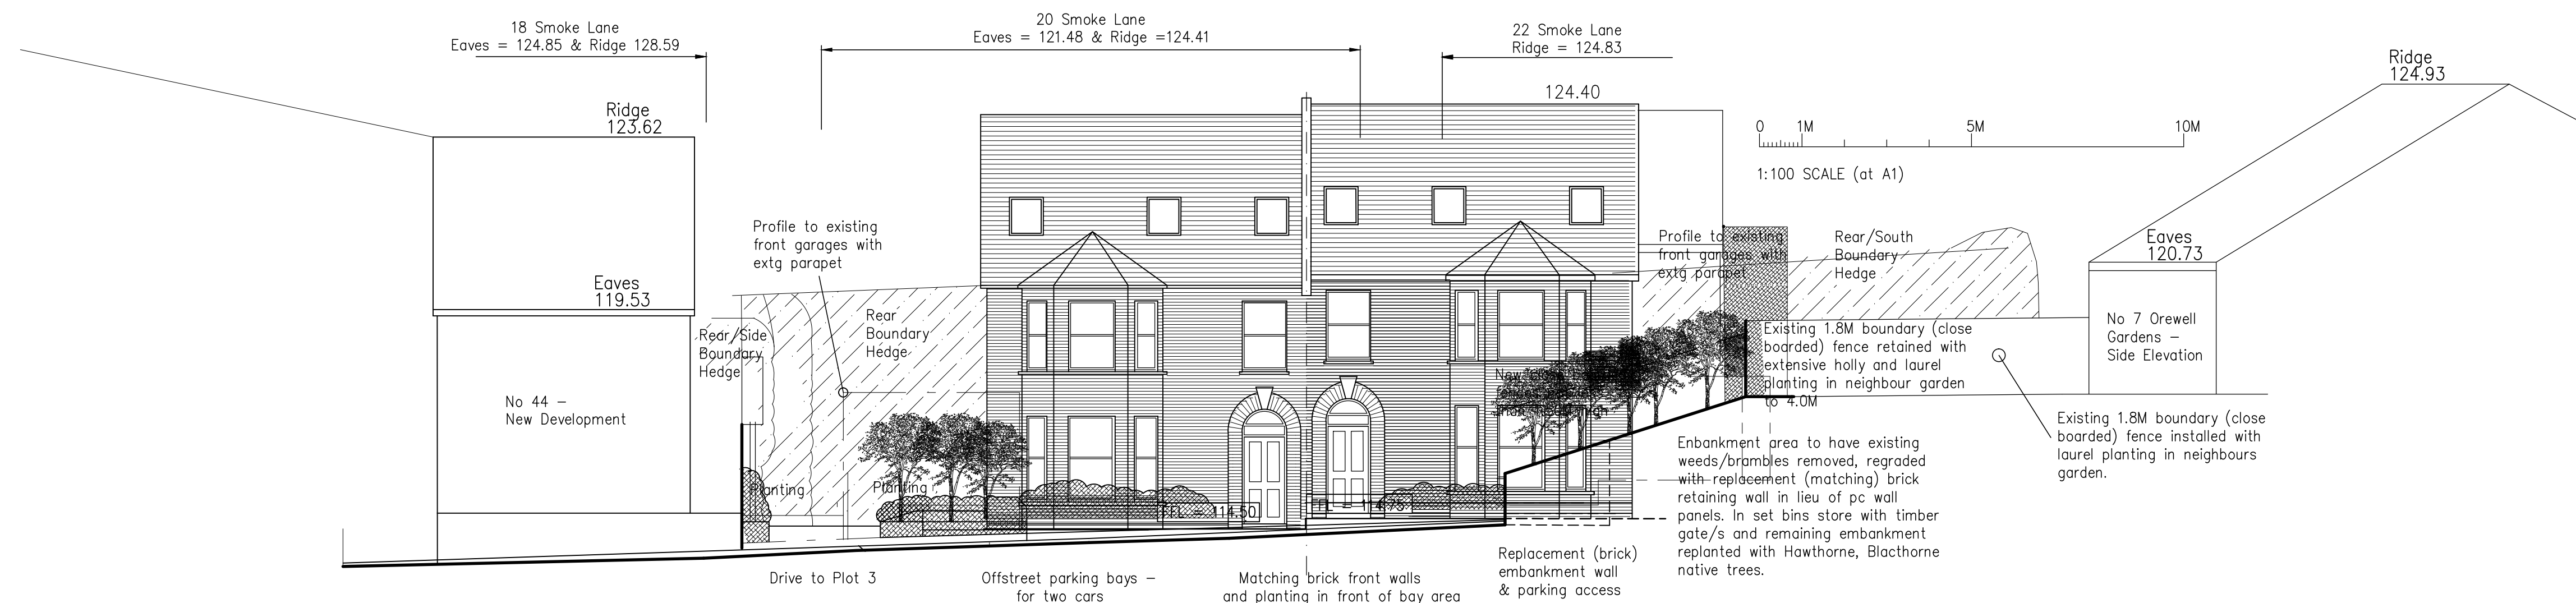 18 Smoke Lane
Eaves = 124.85 & Ridge 128.59
20 Smoke Lane
Eaves = 121.48 & Ridge =124.41
22 Smoke Lane
Ridge = 124.83
Ridge
124.93
Ridge
123.62
124.40
0 1M 5M 10M
1:100 SCALE (at A1)
Profile to existing
front garages with
extg parapet
Profile to existing
front garages with
extg parapet
Rear/South
Boundary
Hedge
Eaves
120.73
Eaves
119.53
Rear
Boundary
Hedge
Rear/Side
Boundary
Hedge
No 44 –
New Development
Existing 1.8M boundary (close
boarded) fence retained with
extensive holly and laurel
planting in neighbour garden
to 4.0M
No 7 Orewell
Gardens –
Side Elevation
Existing 1.8M boundary (close
boarded) fence installed with
laurel planting in neighbours
garden.
Planting
Planting
FFL = 114.50
FFL = 114.75
Enbankment area to have existing
weeds/brambles removed, regraded
with replacement (matching) brick
retaining wall in lieu of pc wall
panels. In set bins store with timber
gate/s and remaining embankment
replanted with Hawthorne, Blacthorne
native trees.
Drive to Plot 3
Offstreet parking bays –
for two cars
Matching brick front walls
and planting in front of bay area
Replacement (brick)
embankment wall
& parking access